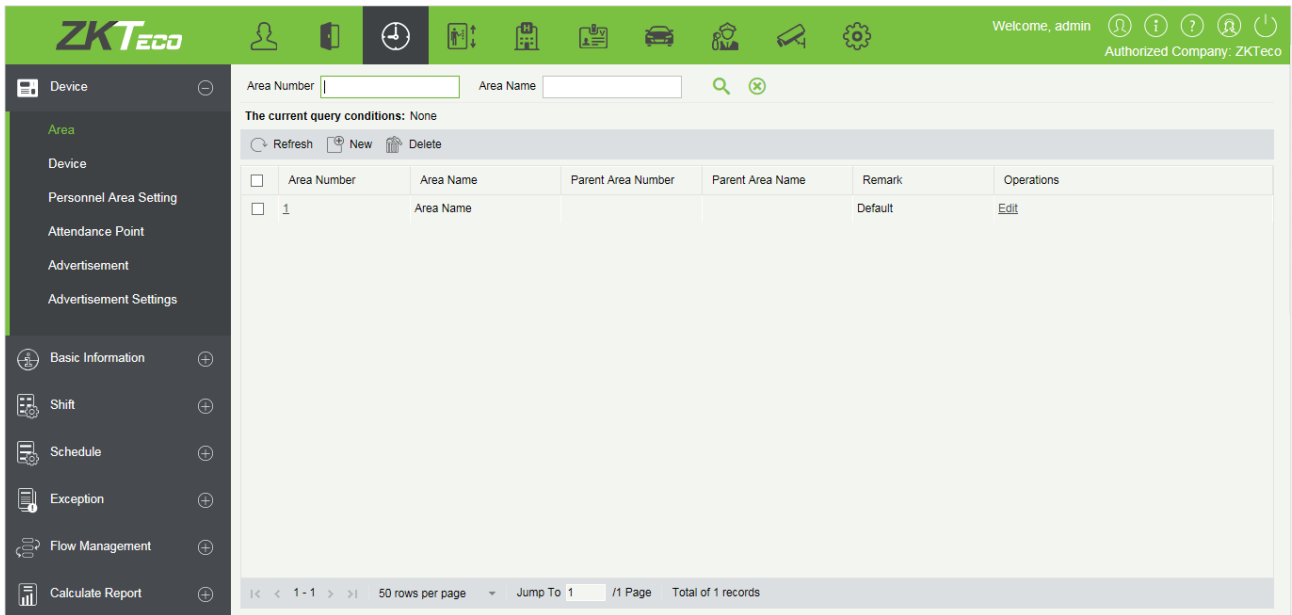 ZKTeco
Welcome, admin
Authorized Company: ZKTeco
Device
Area
Device
Personnel Area Setting
Attendance Point
Advertisement
Advertisement Settings
Basic Information
Shift
Schedule
Exception
Flow Management
Calculate Report
Area Number Area Name
The current query conditions: None
Refresh New Delete
Area Number Area Name Parent Area Number Parent Area Name Remark Operations
1 Area Name Default Edit
1 - 1 50 rows per page Jump To 1 /1 Page Total of 1 records